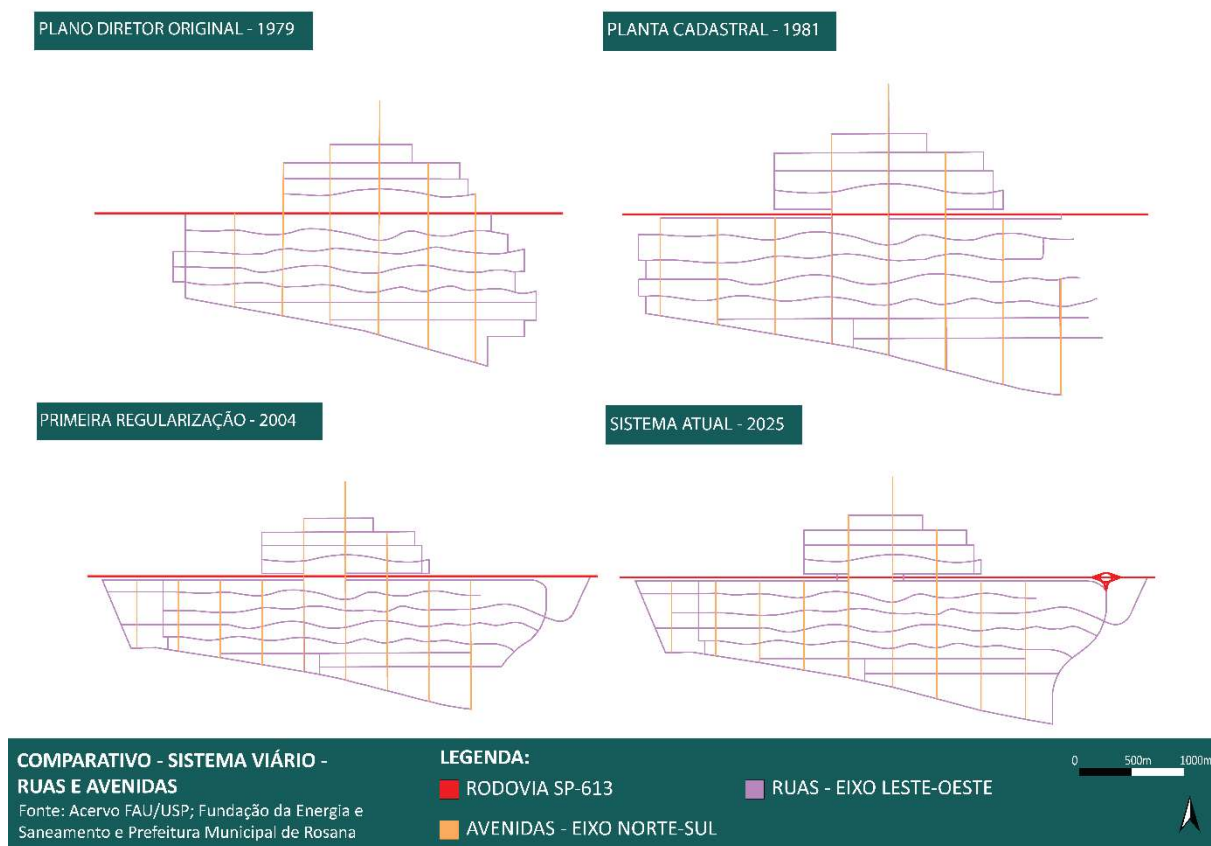 PLANO DIRETOR ORIGINAL - 1979
PLANTA CADASTRAL - 1981
PRIMEIRA REGULARIZAÇÃO - 2004
SISTEMA ATUAL - 2025
COMPARATIVO - SISTEMA VIÁRIO -
RUAS E AVENIDAS
Fonte: Acervo FAU/USP; Fundação da Energia e
Saneamento e Prefeitura Municipal de Rosana
LEGENDA:
RODOVIA SP-613
RUAS - EIXO LESTE-OESTE
AVENIDAS - EIXO NORTE-SUL
0 500m 1000m